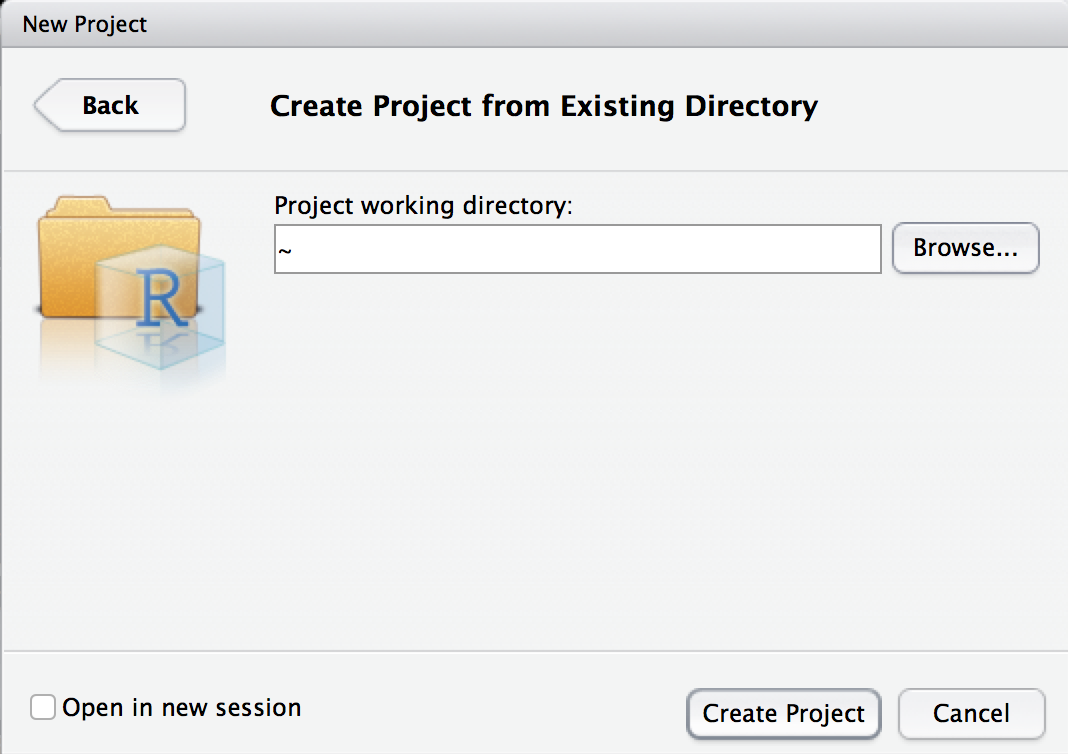 New Project
Back
Create Project from Existing Directory
Project working directory:
~
Browse...
R
Open in new session
Create Project
Cancel